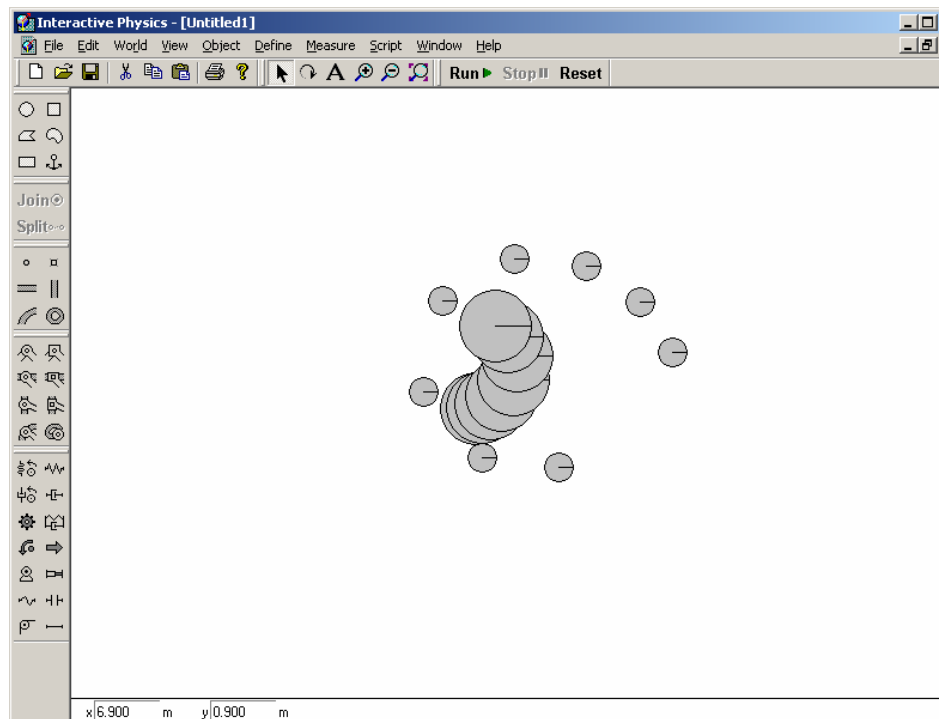 Interactive Physics - [Untitled1]
File Edit World View Object Define Measure Script Window Help
Run Stop Reset
Join
Split
x 6.900 m y 0.900 m